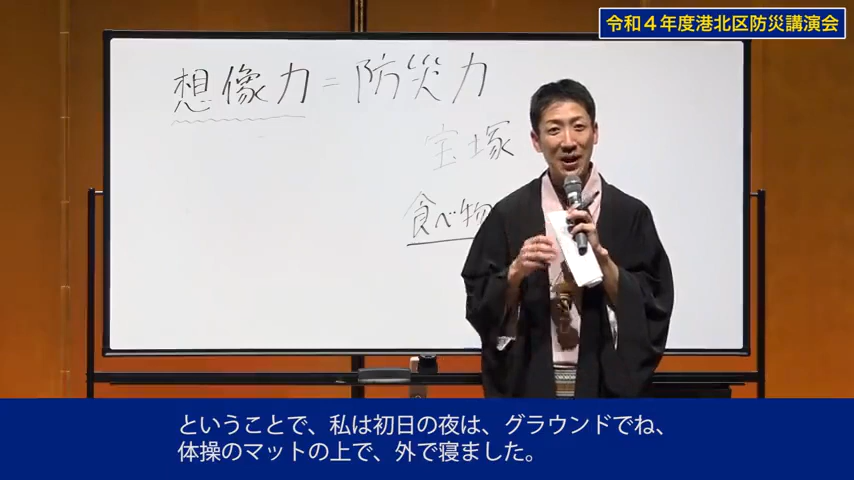 令和4年度港北区防災講演会
想像力=防災力
宝塚
食べ物
ということで、私は初日の夜は、グラウンドでね、
体操のマットの上で、外で寝ました。